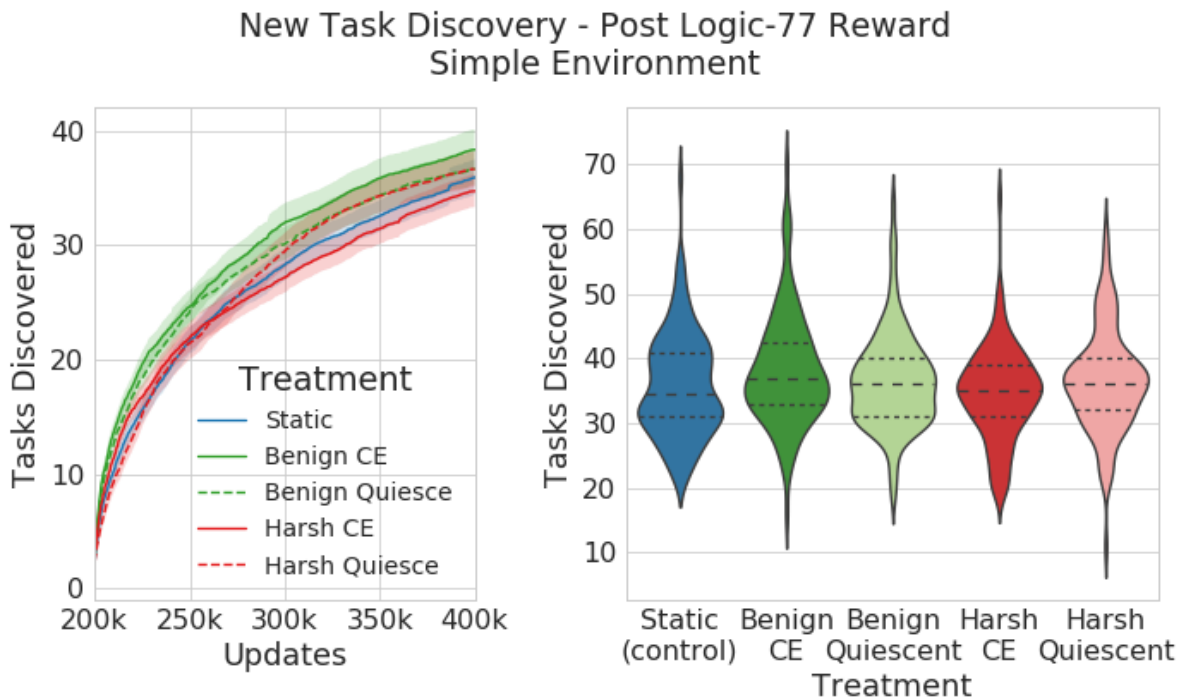 New Task Discovery - Post Logic-77 Reward
Simple Environment
Tasks Discovered
40
30
20
10
0
Treatment
Static
Benign CE
Benign Quiesce
Harsh CE
Harsh Quiesce
200k 250k 300k 350k 400k
Updates
Tasks Discovered
70
60
50
40
30
20
10
Static Benign Benign Harsh Harsh
(control) CE Quiescent CE Quiescent
Treatment